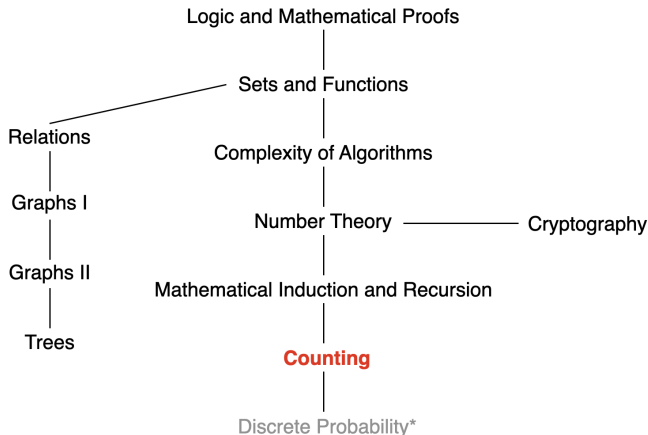 Logic and Mathematical Proofs
Sets and Functions
Relations
Complexity of Algorithms
Graphs I
Number Theory
Cryptography
Graphs II
Mathematical Induction and Recursion
Trees
Counting
Discrete Probability*